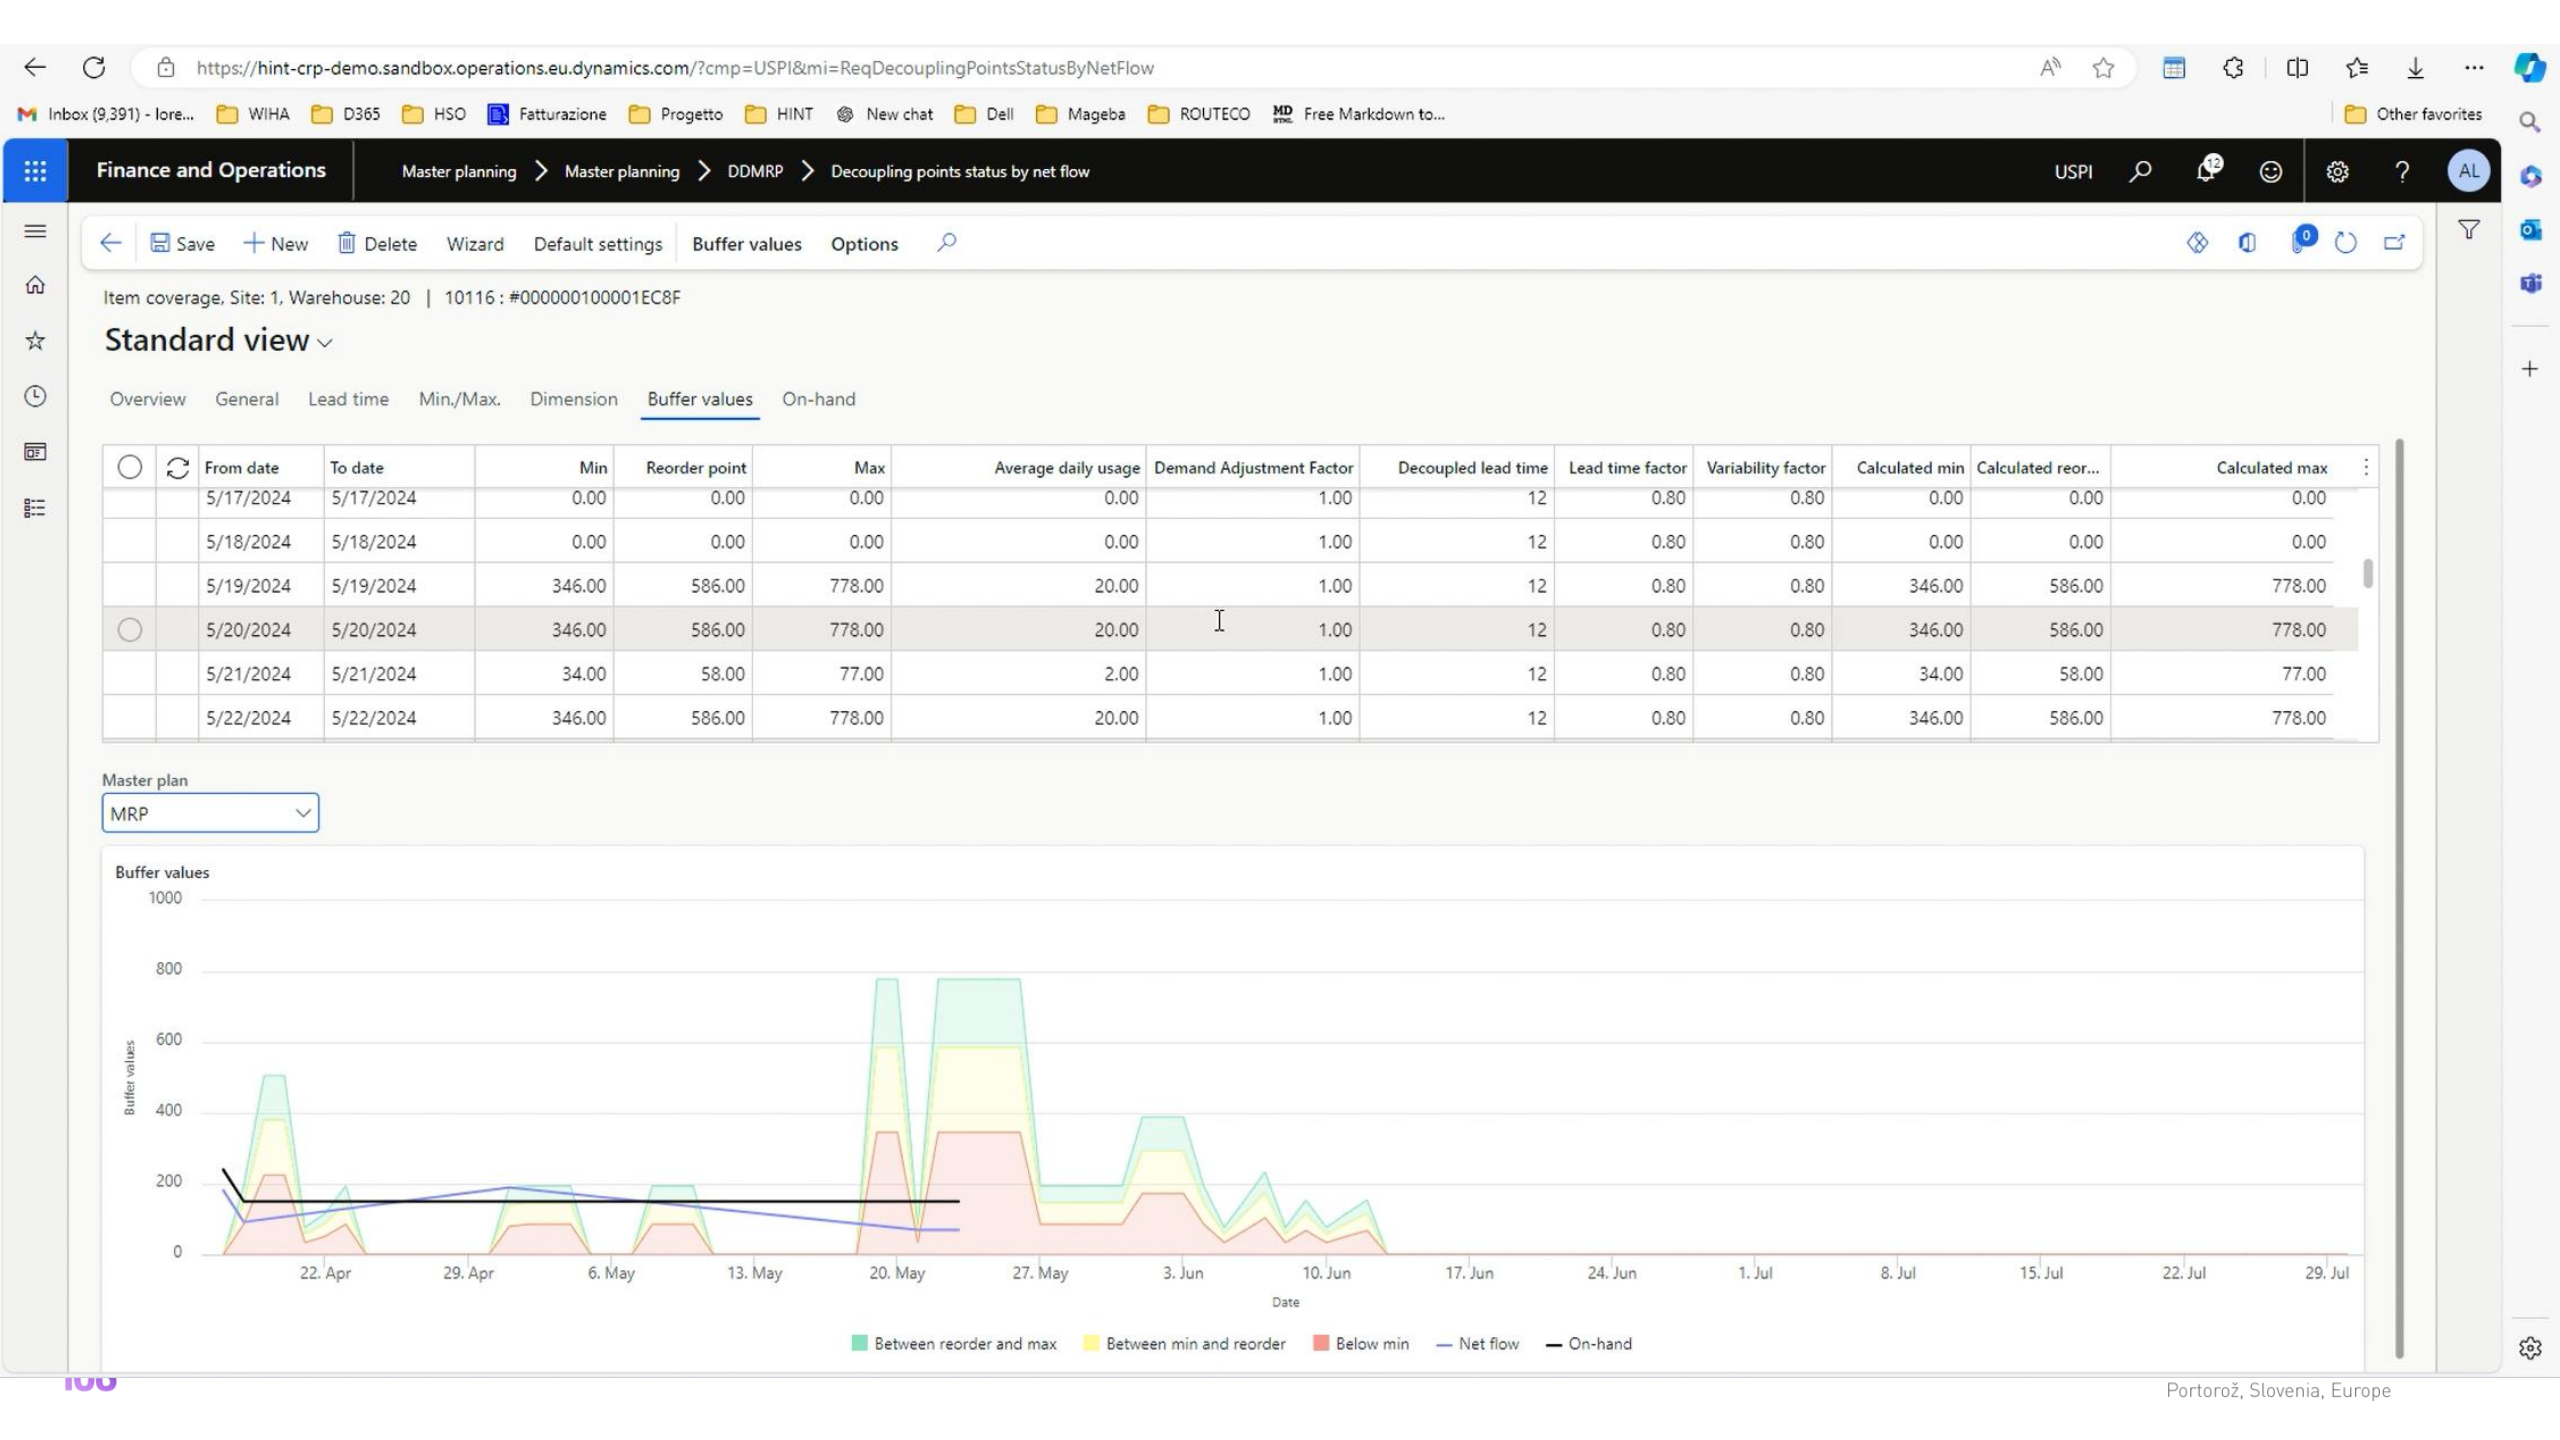 https://hint-crp-demo.sandbox.operations.eu.dynamics.com/?cmp=USPI&mi=ReqDecouplingPointsStatusByNetFlow
Inbox (9,391) - lore... WIHA D365 HSO Fatturazione Progetto HINT New chat Dell Mageba ROUTECO Free Markdown to... Other favorites
Finance and Operations Master planning Master planning DDMRP Decoupling points status by net flow USPI 12 ? AL
Save New Delete Wizard Default settings Buffer values Options 0
Item coverage, Site: 1, Warehouse: 20 | 10116 : #000000100001EC8F
Standard view
Overview General Lead time Min./Max. Dimension Buffer values On-hand
From date To date Min Reorder point Max Average daily usage Demand Adjustment Factor Decoupled lead time Lead time factor Variability factor Calculated min Calculated reor... Calculated max
5/17/2024 5/17/2024 0.00 0.00 0.00 0.00 1.00 12 0.80 0.80 0.00 0.00 0.00
5/18/2024 5/18/2024 0.00 0.00 0.00 0.00 1.00 12 0.80 0.80 0.00 0.00 0.00
5/19/2024 5/19/2024 346.00 586.00 778.00 20.00 1.00 12 0.80 0.80 346.00 586.00 778.00
5/20/2024 5/20/2024 346.00 586.00 778.00 20.00 1.00 12 0.80 0.80 346.00 586.00 778.00
5/21/2024 5/21/2024 34.00 58.00 77.00 2.00 1.00 12 0.80 0.80 34.00 58.00 77.00
5/22/2024 5/22/2024 346.00 586.00 778.00 20.00 1.00 12 0.80 0.80 346.00 586.00 778.00
Master plan
MRP
Buffer values
1000
800
600
400
200
0
Buffer values
22. Apr 29. Apr 6. May 13. May 20. May 27. May 3. Jun 10. Jun 17. Jun 24. Jun 1. Jul 8. Jul 15. Jul 22. Jul 29. Jul
Date
Between reorder and max Between min and reorder Below min Net flow On-hand
Portorož, Slovenia, Europe